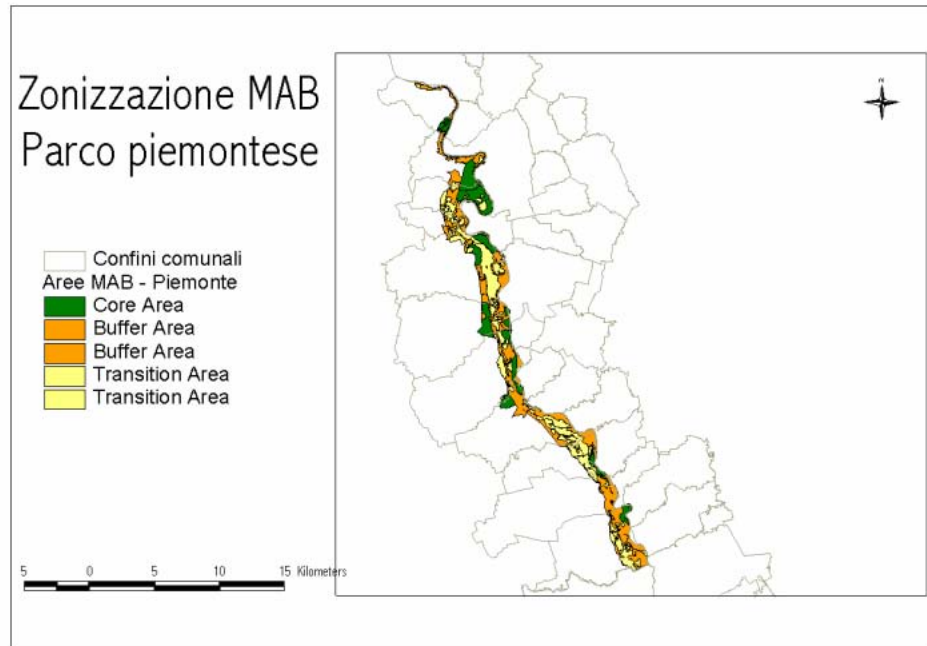 Zonizzazione MAB
Parco piemontese
Confini comunali
Aree MAB - Piemonte
Core Area
Buffer Area
Buffer Area
Transition Area
Transition Area
5 0 5 10 15 Kilometers
N